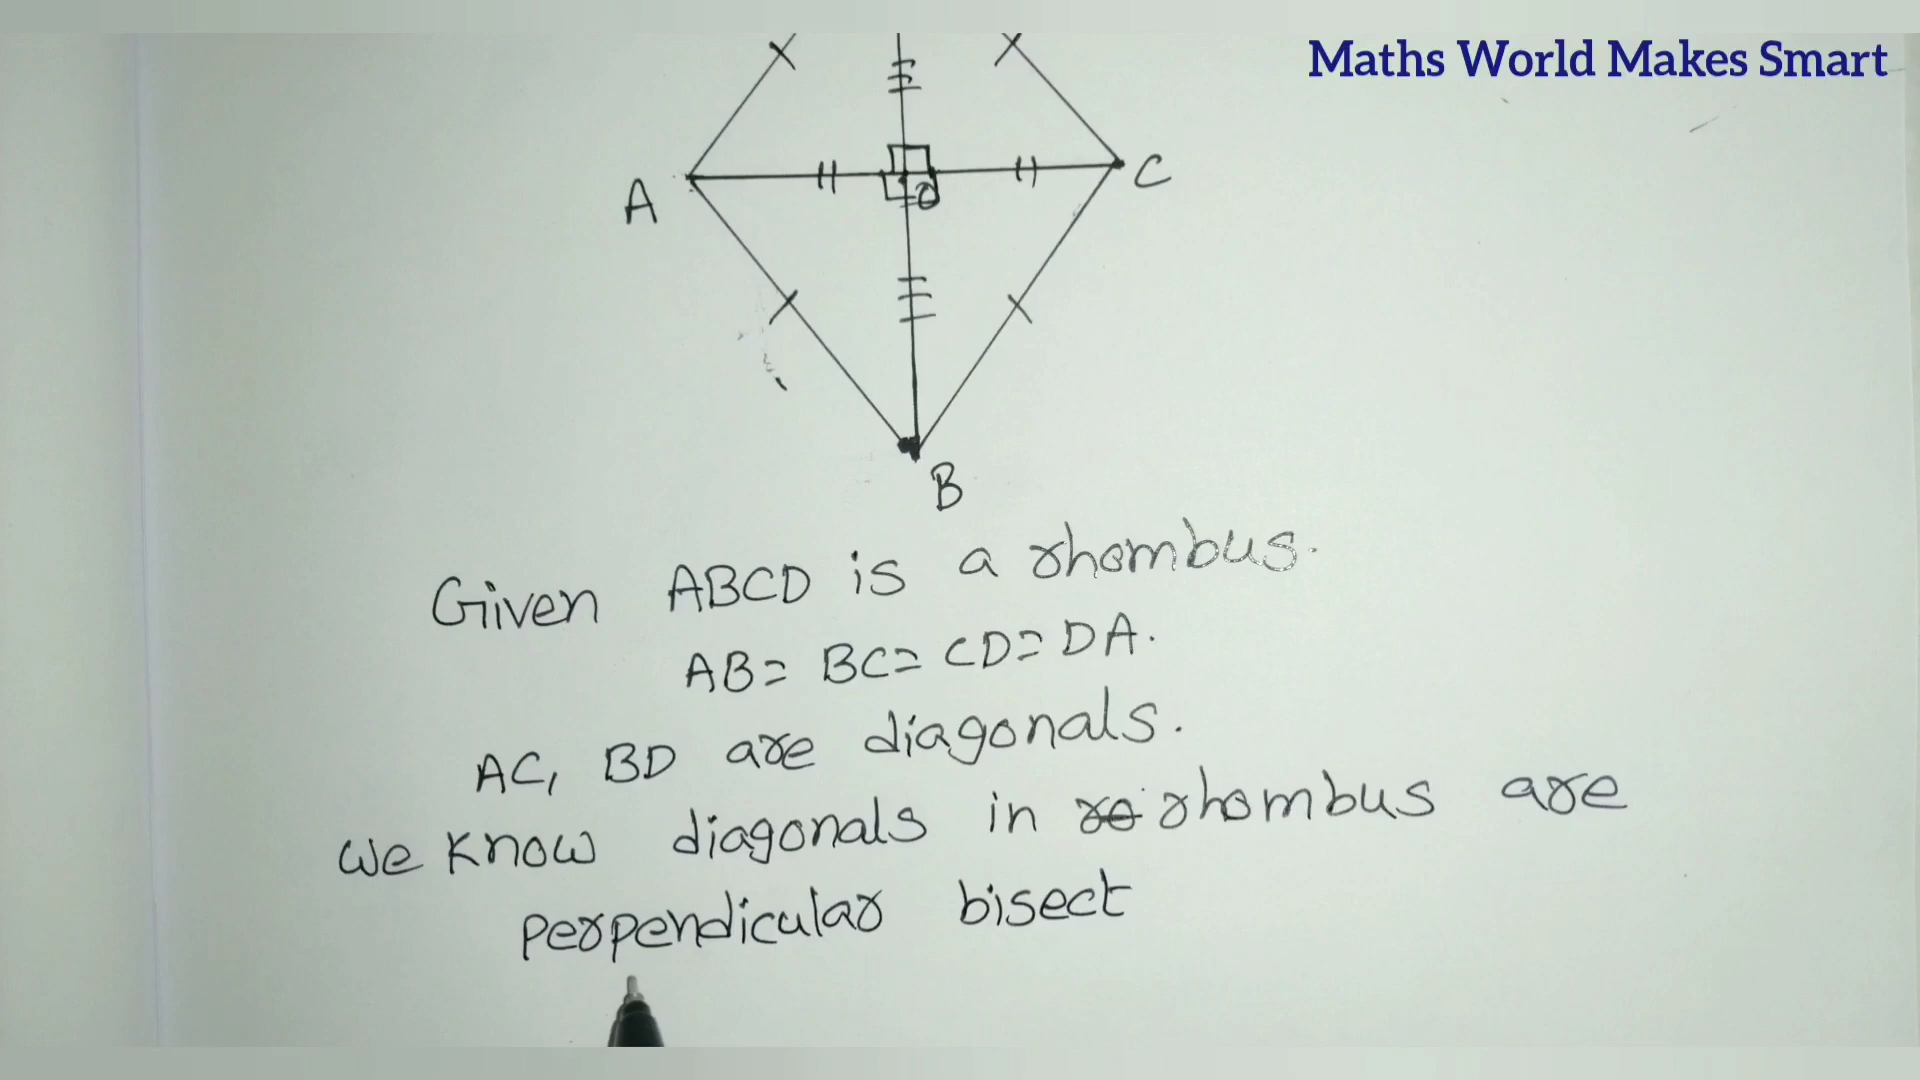 Maths World Makes Smart
A
C
O
B
Given ABCD is a rhombus.
AB = BC = CD = DA.
AC, BD are diagonals.
We know diagonals in ro rhombus are
perpendicular bisect